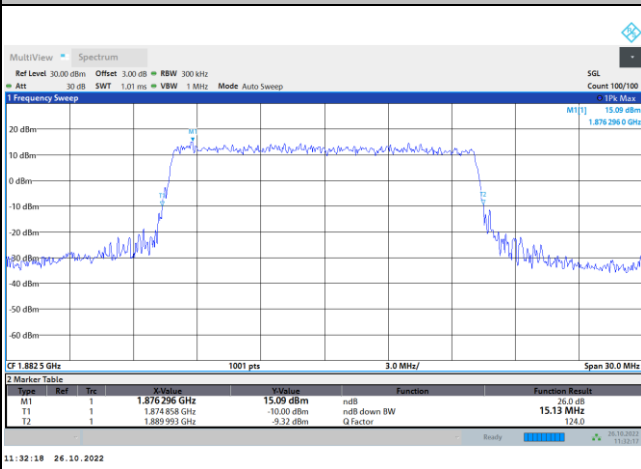 MultiView Spectrum
Ref Level 30.00 dBm Offset 3.00 dB RBW 300 kHz SGL
Att 30 dB SWT 1.01 ms VBW 1 MHz Mode Auto Sweep Count 100/100
1 Frequency Sweep 1Pk Max
M1[1] 15.09 dBm
1.876 296 0 GHz
20 dBm
M1
10 dBm
0 dBm
T1
T2
-10 dBm
-20 dBm
-30 dBm
-40 dBm
-50 dBm
-60 dBm
CF 1.882 5 GHz 1001 pts 3.0 MHz/ Span 30.0 MHz
2 Marker Table
Type Ref Trc X-Value Y-Value Function Function Result
M1 1 1.876 296 GHz 15.09 dBm ndB 26.0 dB
T1 1 1.874 858 GHz -10.00 dBm ndB down BW 15.13 MHz
T2 1 1.889 993 GHz -9.32 dBm Q Factor 124.0
Ready 26.10.2022
11:32:17
11:32:18 26.10.2022